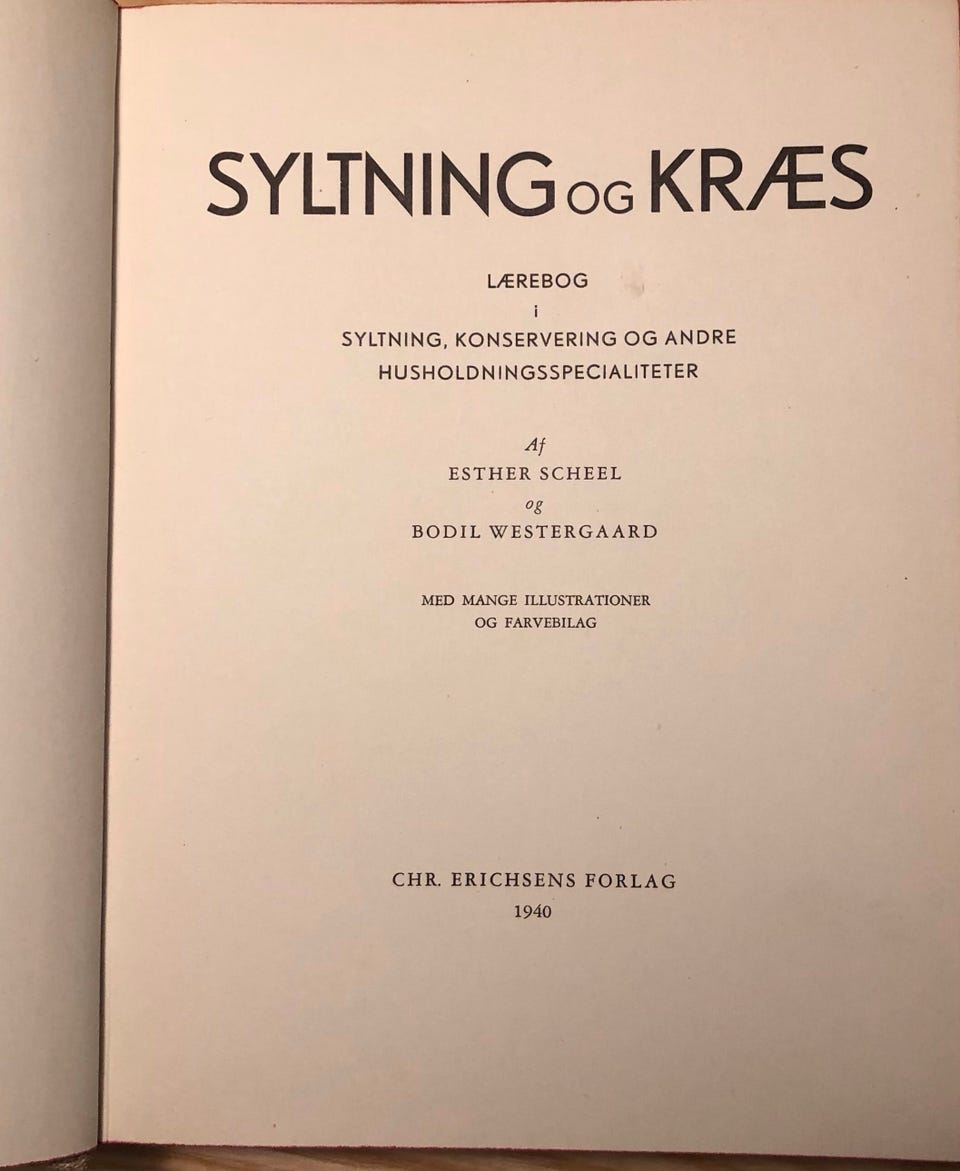 SYLTNING OG KRÆS
LÆREBOG
i
SYLTNING, KONSERVERING OG ANDRE
HUSHOLDNINGSSPECIALITETER
Af
ESTHER SCHEEL
og
BODIL WESTERGAARD
MED MANGE ILLUSTRATIONER
OG FARVEBILAG
CHR. ERICHSENS FORLAG
1940